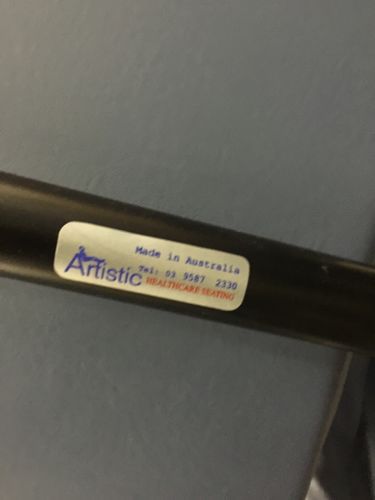 Made in Australia
Tel: 03 9587 2330
Artistic HEALTHCARE SEATING